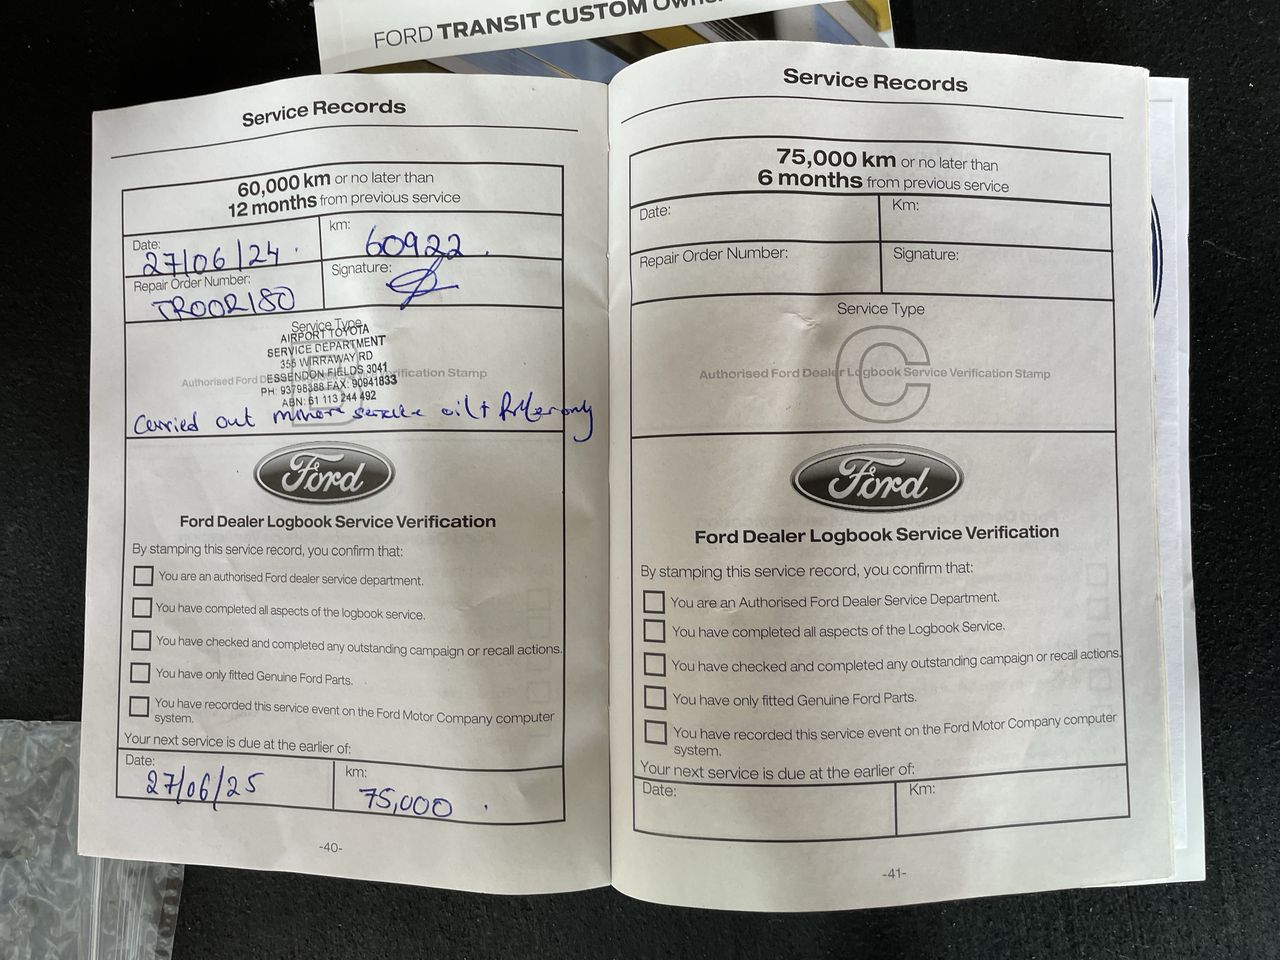 FORD TRANSIT CUSTOM
Service Records
60,000 km or no later than
12 months from previous service
Date:
27/06/24.
km:
60922.
Repair Order Number:
Signature:
Service Type
AIRPORT TOYOTA
SERVICE DEPARTMENT
356 WIRRAWAY RD
ESSENDON FIELDS 3041
PH: 93798388 FAX: 90941833
ABN: 61 113 244 492
Authorised Ford Verification Stamp
Carried out minor service oil + filter only
Ford
Ford Dealer Logbook Service Verification
By stamping this service record, you confirm that:
You are an authorised Ford dealer service department.
You have completed all aspects of the logbook service.
You have checked and completed any outstanding campaign or recall actions.
You have only fitted Genuine Ford Parts.
You have recorded this service event on the Ford Motor Company computer
system.
Your next service is due at the earlier of:
Date:
27/06/25
km:
75,000.
-40-
Service Records
75,000 km or no later than
6 months from previous service
Date:
Km:
Repair Order Number:
Signature:
Service Type
C
Authorised Ford Dealer Logbook Service Verification Stamp
Ford
Ford Dealer Logbook Service Verification
By stamping this service record, you confirm that:
You are an Authorised Ford Dealer Service Department.
You have completed all aspects of the Logbook Service.
You have checked and completed any outstanding campaign or recall actions.
You have only fitted Genuine Ford Parts.
You have recorded this service event on the Ford Motor Company computer
system.
Your next service is due at the earlier of:
Date:
Km:
-41-